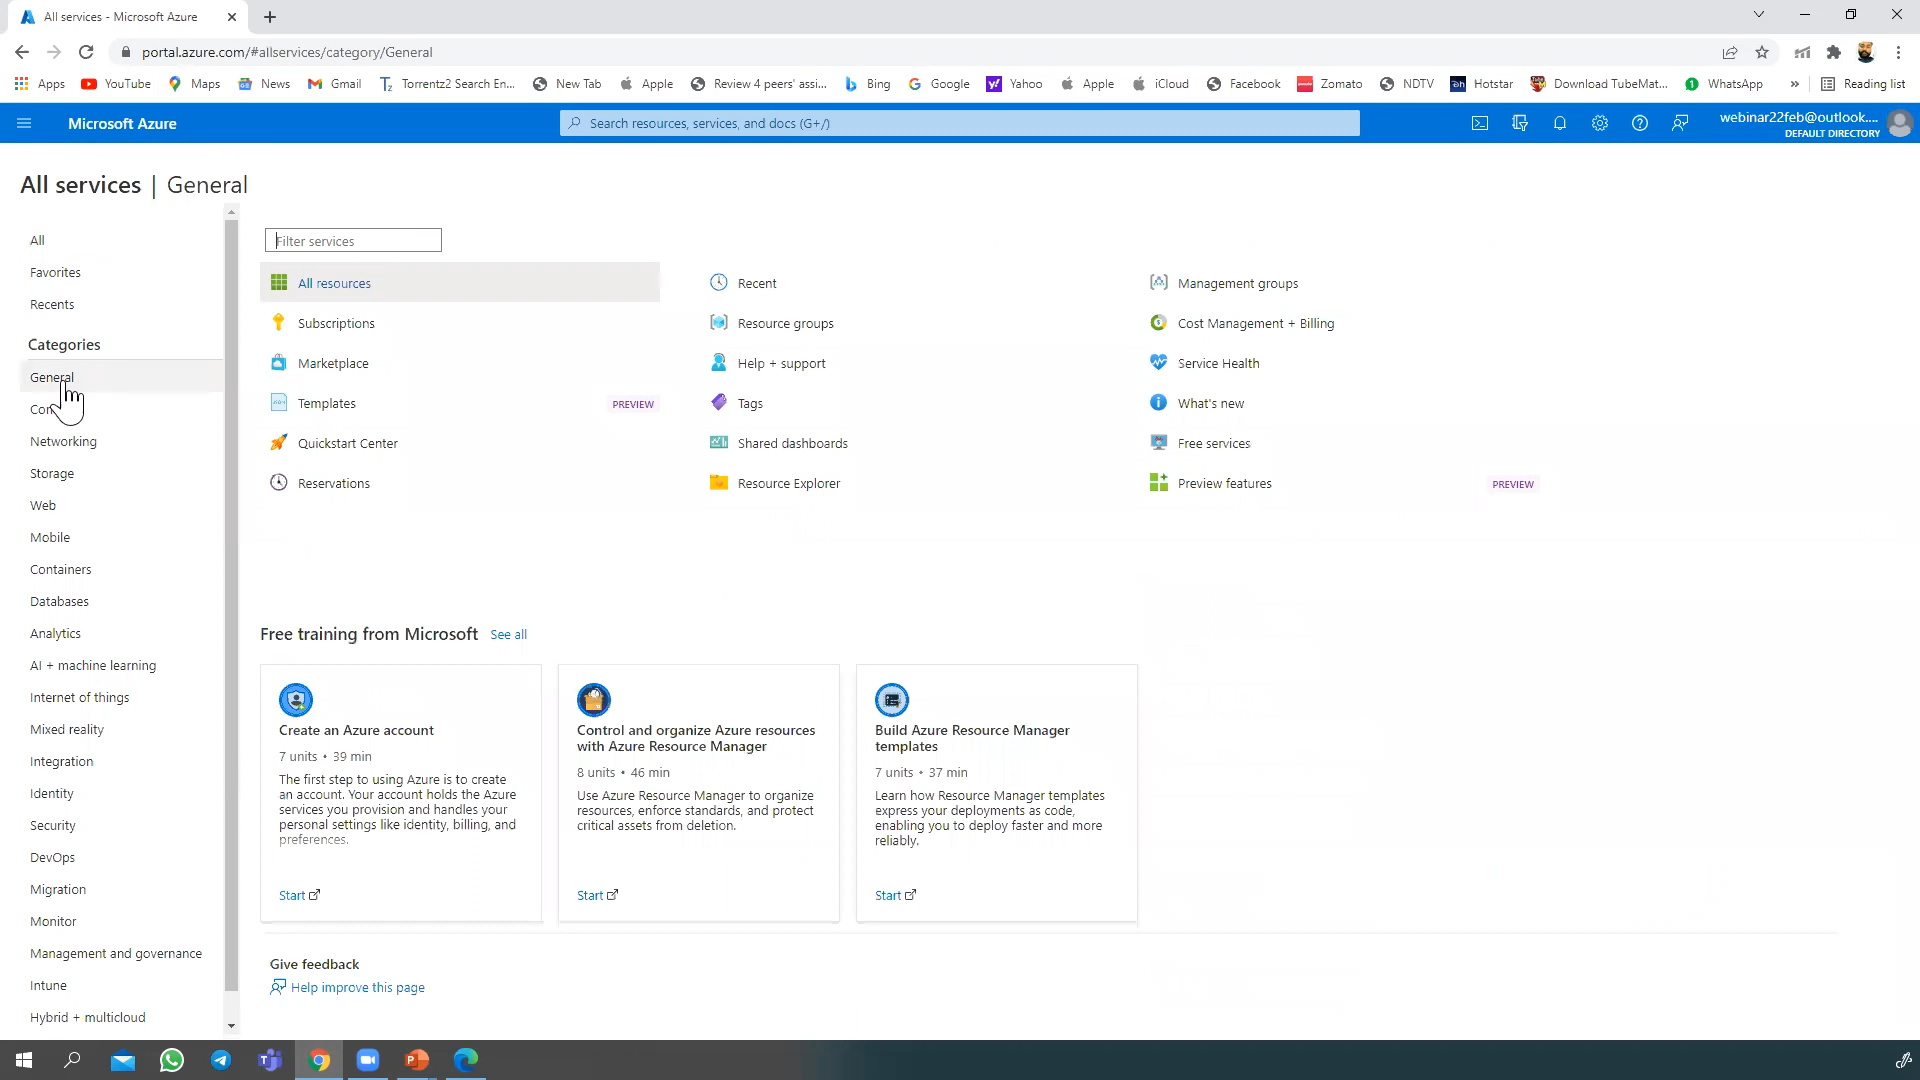 All services - Microsoft Azure
portal.azure.com/#allservices/category/General
Apps YouTube Maps News Gmail Torrentz2 Search En... New Tab Apple Review 4 peers' assi... Bing Google Yahoo Apple iCloud Facebook Zomato NDTV Hotstar Download TubeMat... WhatsApp » Reading list
Microsoft Azure
Search resources, services, and docs (G+/)
webinar22feb@outlook....
DEFAULT DIRECTORY
All services | General
All
Favorites
Recents
Categories
General
Networking
Storage
Web
Mobile
Containers
Databases
Analytics
AI + machine learning
Internet of things
Mixed reality
Integration
Identity
Security
DevOps
Migration
Monitor
Management and governance
Intune
Hybrid + multicloud
Filter services
All resources
Recent
Management groups
Subscriptions
Resource groups
Cost Management + Billing
Marketplace
Help + support
Service Health
Templates PREVIEW
Tags
What's new
Quickstart Center
Shared dashboards
Free services
Reservations
Resource Explorer
Preview features PREVIEW
Free training from Microsoft See all
Create an Azure account
7 units • 39 min
The first step to using Azure is to create
an account. Your account holds the Azure
services you provision and handles your
personal settings like identity, billing, and
preferences.
Start
Control and organize Azure resources
with Azure Resource Manager
8 units • 46 min
Use Azure Resource Manager to organize
resources, enforce standards, and protect
critical assets from deletion.
Start
Build Azure Resource Manager
templates
7 units • 37 min
Learn how Resource Manager templates
express your deployments as code,
enabling you to deploy faster and more
reliably.
Start
Give feedback
Help improve this page